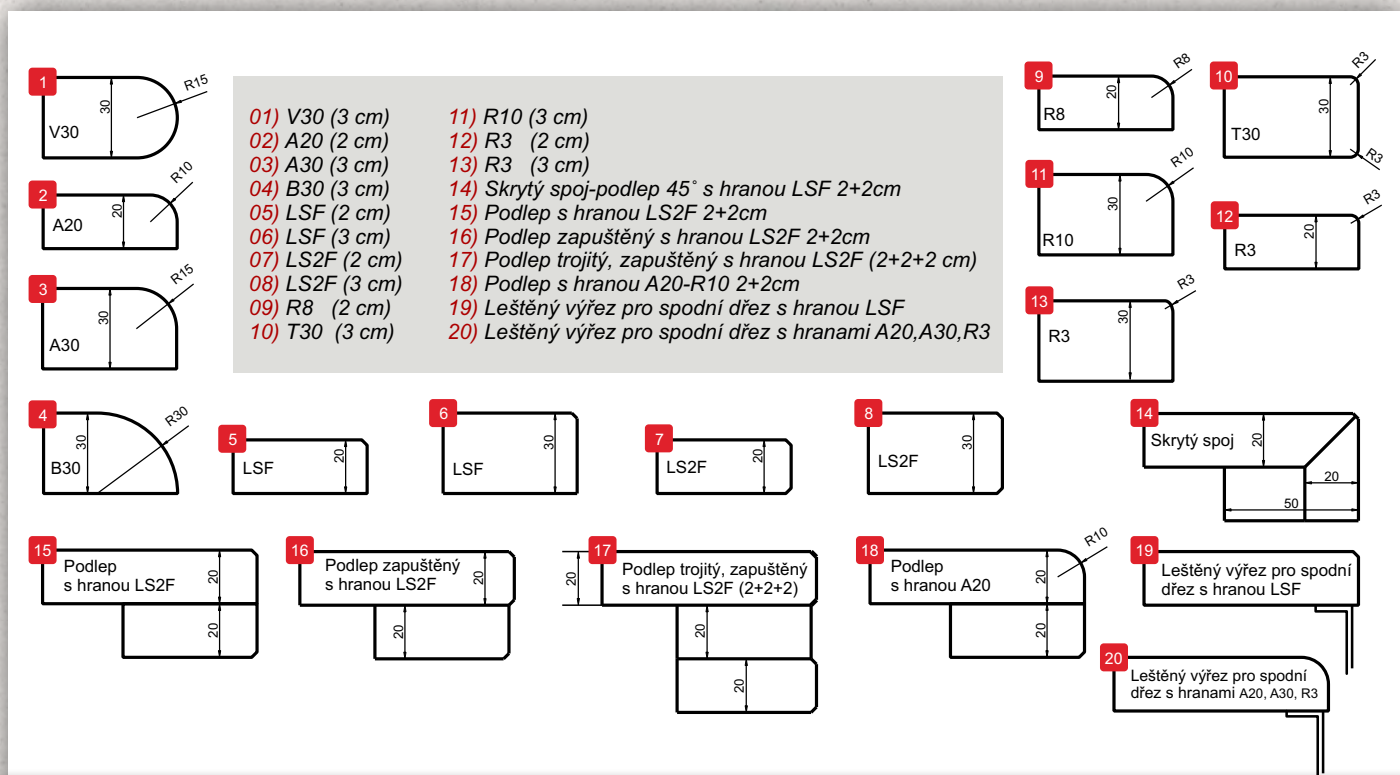 1
V30
30
R15
2
A20
20
R10
3
A30
30
R15
01) V30 (3 cm)
02) A20 (2 cm)
03) A30 (3 cm)
04) B30 (3 cm)
05) LSF (2 cm)
06) LSF (3 cm)
07) LS2F (2 cm)
08) LS2F (3 cm)
09) R8 (2 cm)
10) T30 (3 cm)
11) R10 (3 cm)
12) R3 (2 cm)
13) R3 (3 cm)
14) Skrytý spoj-podlep 45° s hranou LSF 2+2cm
15) Podlep s hranou LS2F 2+2cm
16) Podlep zapuštěný s hranou LS2F 2+2cm
17) Podlep trojitý, zapuštěný s hranou LS2F (2+2+2 cm)
18) Podlep s hranou A20-R10 2+2cm
19) Leštěný výřez pro spodní dřez s hranou LSF
20) Leštěný výřez pro spodní dřez s hranami A20,A30,R3
9
R8
20
R8
10
T30
30
R3
R3
11
R10
30
R10
12
R3
20
R3
13
R3
30
R3
4
B30
30
R30
5
LSF
20
6
LSF
30
7
LS2F
20
8
LS2F
30
14
Skrytý spoj
20
20
50
15
Podlep
s hranou LS2F
20
20
16
Podlep zapuštěný
s hranou LS2F
20
20
17
Podlep trojitý, zapuštěný
s hranou LS2F (2+2+2)
20
20
20
18
Podlep
s hranou A20
20
20
R10
19
Leštěný výřez pro spodní
dřez s hranou LSF
20
Leštěný výřez pro spodní
dřez s hranami A20, A30, R3